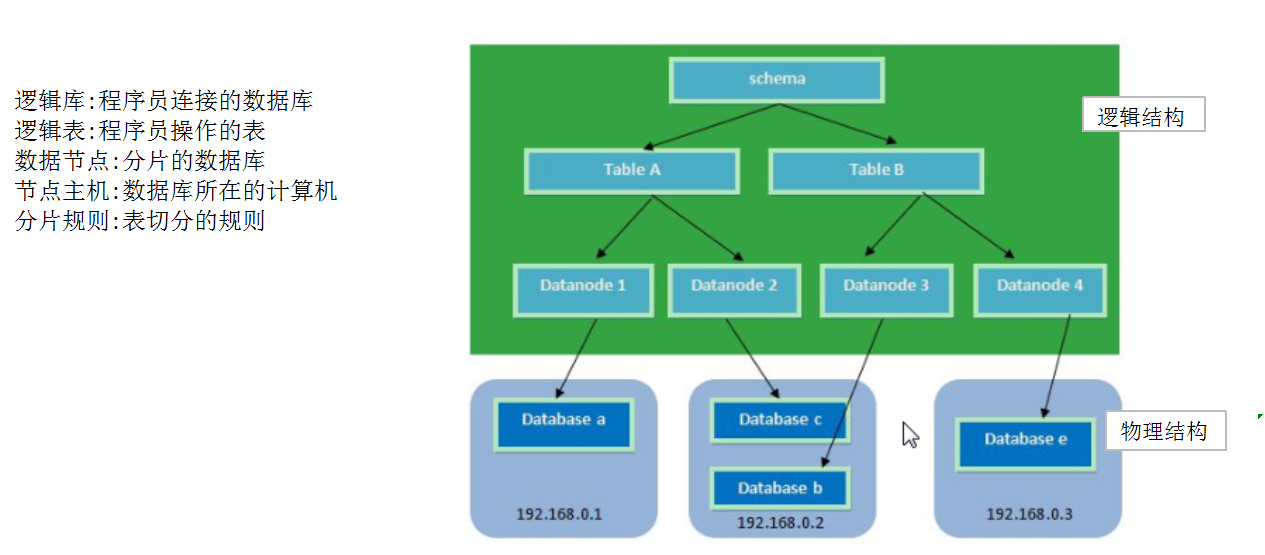 逻辑库:程序员连接的数据库
逻辑表:程序员操作的表
数据节点:分片的数据库
节点主机:数据库所在的计算机
分片规则:表切分的规则
schema
逻辑结构
Table A
Table B
Datanode 1
Datanode 2
Datanode 3
Datanode 4
Database a
Database c
Database b
Database e
物理结构
192.168.0.1
192.168.0.2
192.168.0.3